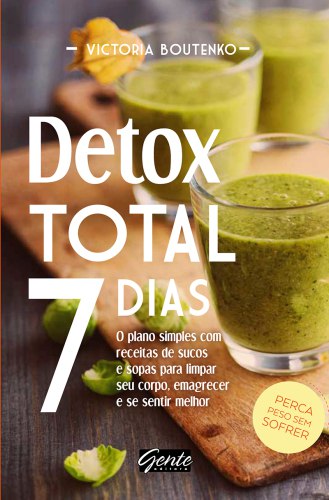 VICTORIA BOUTENKO
Detox
TOTAL
7 DIAS
O plano simples com
receitas de sucos
e sopas para limpar
seu corpo, emagrecer
e se sentir melhor
PERCA
PESO SEM
SOFRER
Gente
editora